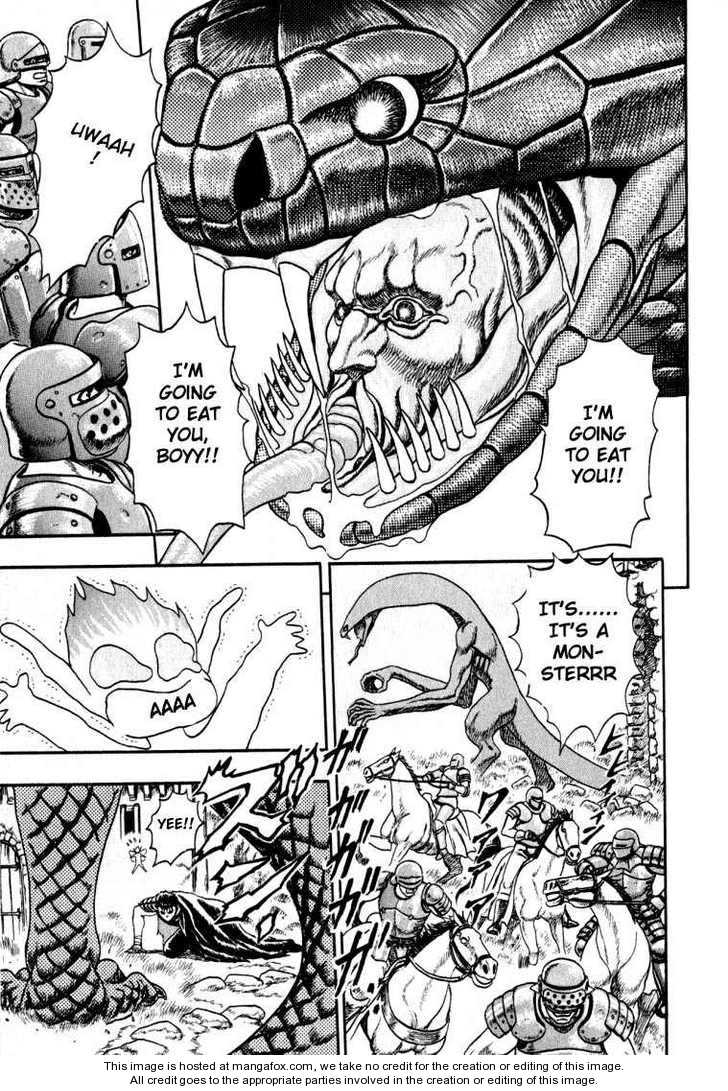 I'M
GOING
TO EAT
YOU!!
I'M
GOING
TO EAT
YOU,
BOYY!!
UWAAH
!
IT'S......
IT'S A
MON-
STERRR
AAAA
YEE!!
This image is hosted at mangafox.com, we take no credit for the creation or editing of this image.
All credit goes to the appropriate parties involved in the creation or editing of this image.